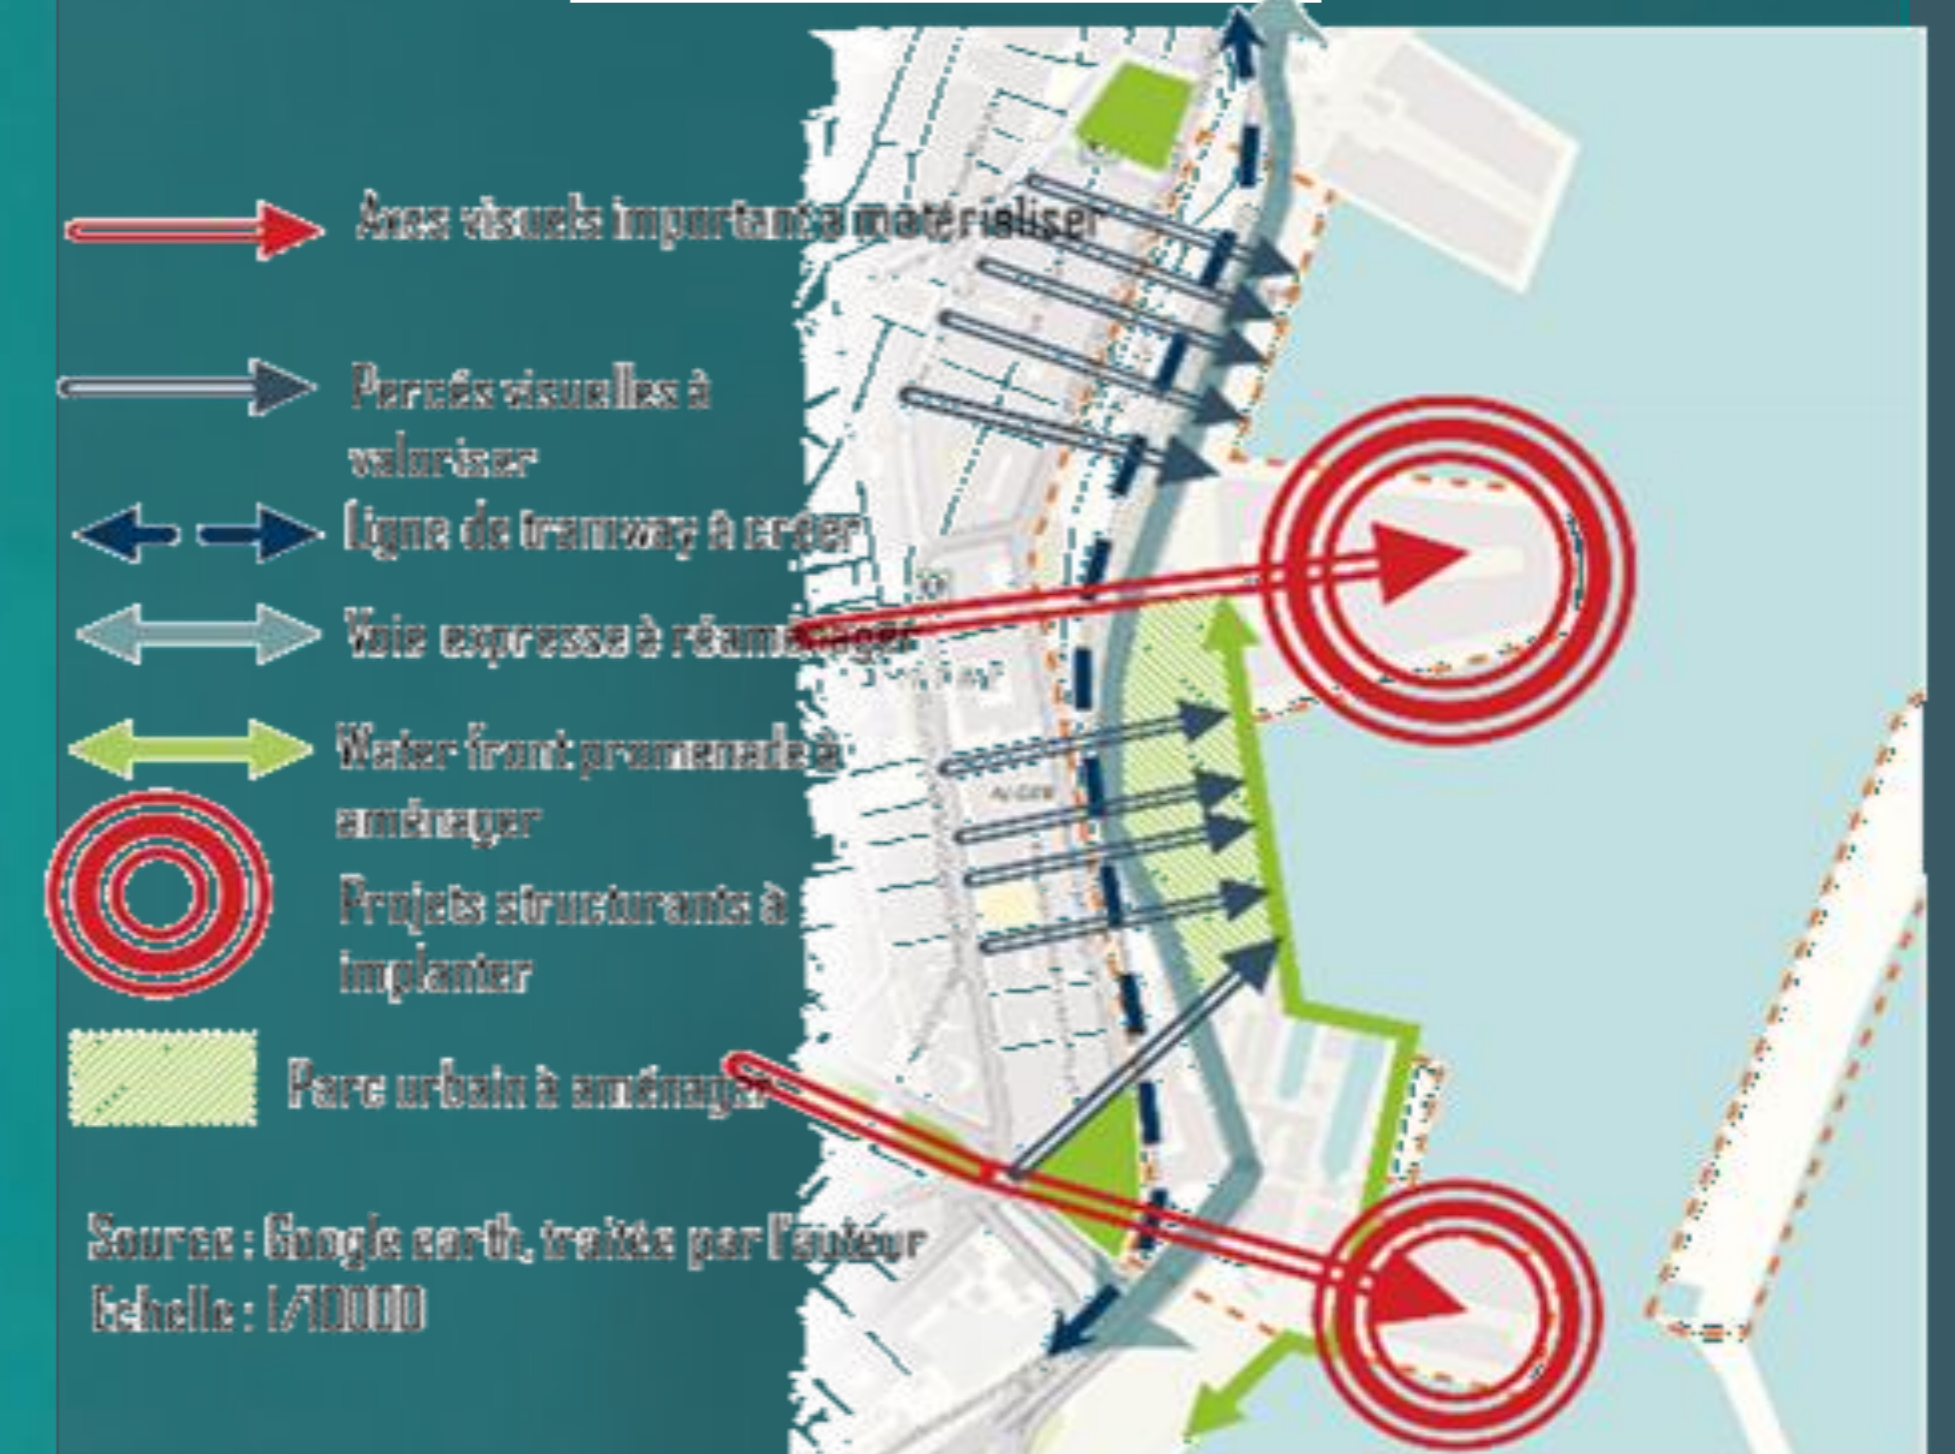 Axes visuels important a matérialiser
Percés visuelles à
valoriser
Ligne de tramway à créer
Voie expresse à réaménager
Water front promenade à
aménager
Projets structurants à
implanter
Parc urbain à aménager
Source : Google earth, traitée par l'auteur
Echelle : 1/10000